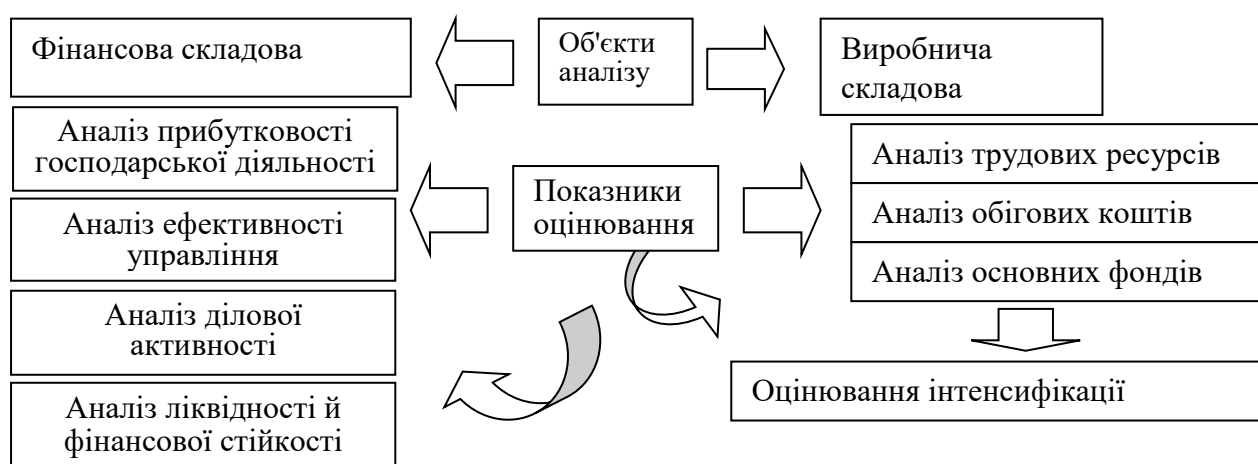 Фінансова складова
Об'єкти
аналізу
Виробнича
складова
Аналіз прибутковості
господарської діяльності
Показники
оцінювання
Аналіз трудових ресурсів
Аналіз ефективності
управління
Аналіз обігових коштів
Аналіз основних фондів
Аналіз ділової
активності
Аналіз ліквідності й
фінансової стійкості
Оцінювання інтенсифікації